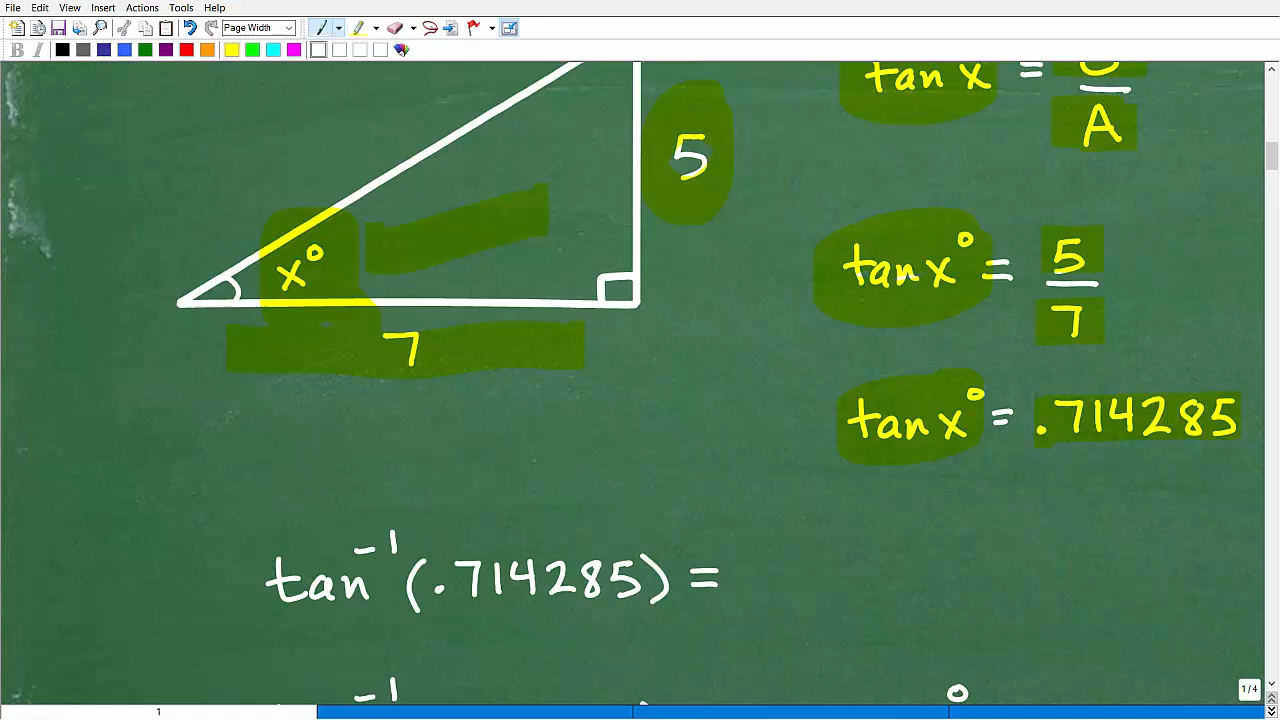 File Edit View Insert Actions Tools Help
Page Width
B I
tan x =
A
5
x°
7
tan x° = 5
7
tan x° = .714285
tan⁻¹ (.714285) =
-1
1/4
1